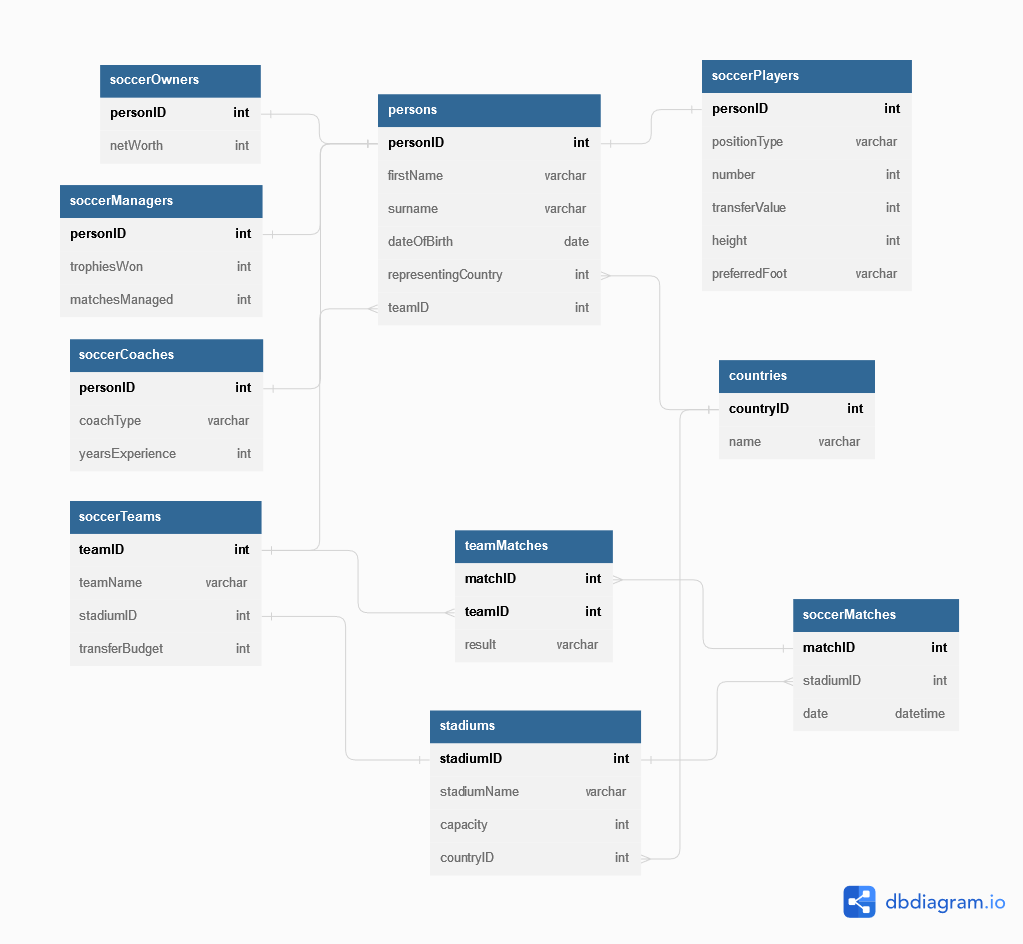 soccerOwners
personID int
netWorth int
soccerManagers
personID int
trophiesWon int
matchesManaged int
soccerCoaches
personID int
coachType varchar
yearsExperience int
soccerTeams
teamID int
teamName varchar
stadiumID int
transferBudget int
persons
personID int
firstName varchar
surname varchar
dateOfBirth date
representingCountry int
teamID int
soccerPlayers
personID int
positionType varchar
number int
transferValue int
height int
preferredFoot varchar
countries
countryID int
name varchar
teamMatches
matchID int
teamID int
result varchar
soccerMatches
matchID int
stadiumID int
date datetime
stadiums
stadiumID int
stadiumName varchar
capacity int
countryID int
dbdiagram.io